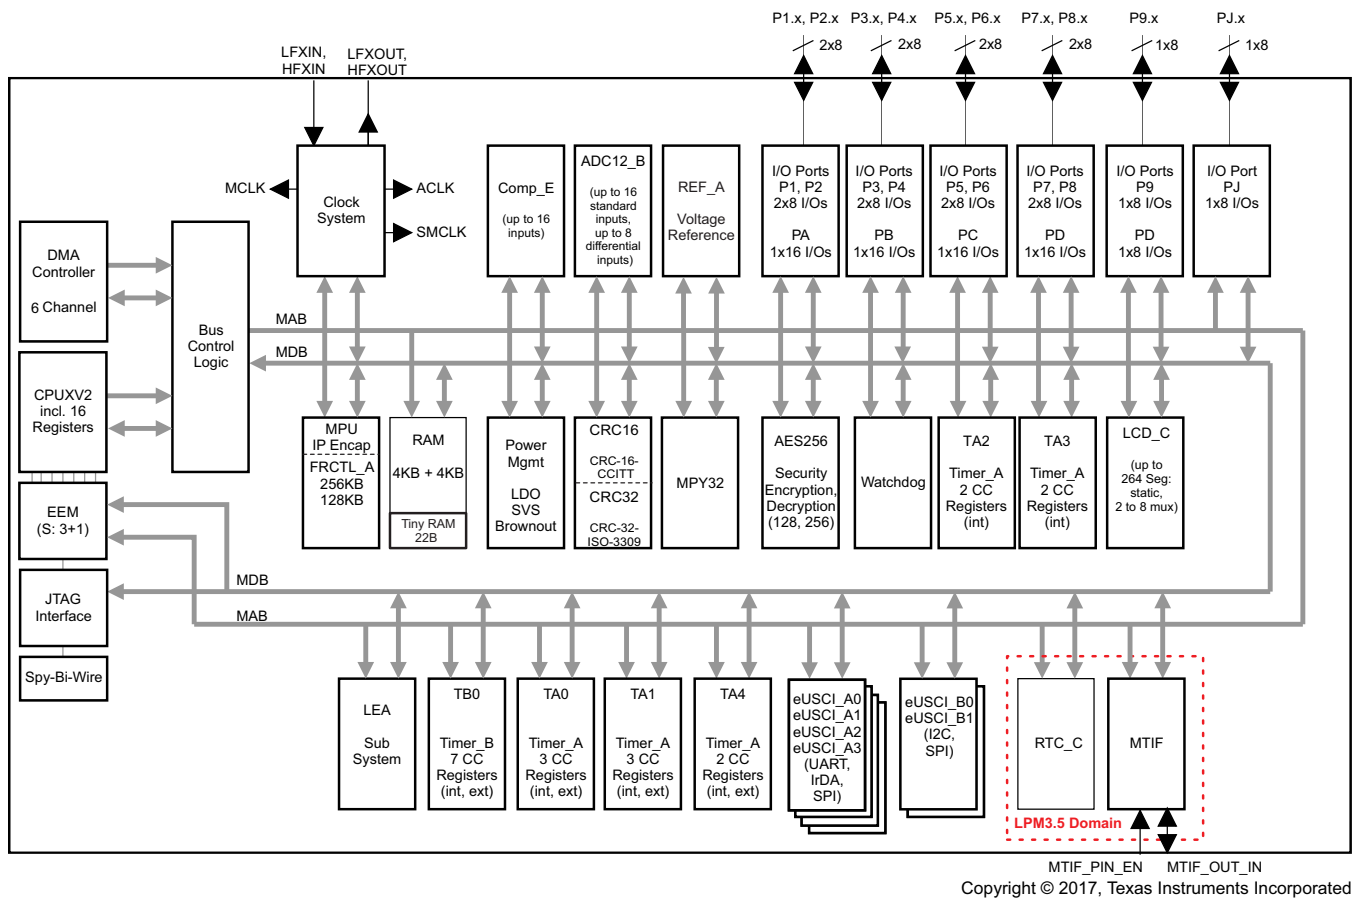 P1.x, P2.x
2x8
P3.x, P4.x
2x8
P5.x, P6.x
2x8
P7.x, P8.x
2x8
P9.x
1x8
PJ.x
1x8
LFXIN,
HFXIN
LFXOUT,
HFXOUT
MCLK
Clock
System
ACLK
SMCLK
Comp_E
(up to 16
inputs)
ADC12_B
(up to 16
standard
inputs,
up to 8
differential
inputs)
REF_A
Voltage
Reference
I/O Ports
P1, P2
2x8 I/Os
PA
1x16 I/Os
I/O Ports
P3, P4
2x8 I/Os
PB
1x16 I/Os
I/O Ports
P5, P6
2x8 I/Os
PC
1x16 I/Os
I/O Ports
P7, P8
2x8 I/Os
PD
1x16 I/Os
I/O Ports
P9
1x8 I/Os
PD
1x8 I/Os
I/O Port
PJ
1x8 I/Os
DMA
Controller
6 Channel
Bus
Control
Logic
MAB
MDB
CPUXV2
incl. 16
Registers
MPU
IP Encap
FRCTL_A
256KB
128KB
RAM
4KB + 4KB
Tiny RAM
22B
Power
Mgmt
LDO
SVS
Brownout
CRC16
CRC-16-
CCITT
CRC32
CRC-32-
ISO-3309
MPY32
AES256
Security
Encryption,
Decryption
(128, 256)
Watchdog
TA2
Timer_A
2 CC
Registers
(int)
TA3
Timer_A
2 CC
Registers
(int)
LCD_C
(up to
264 Seg:
static,
2 to 8 mux)
EEM
(S: 3+1)
JTAG
Interface
Spy-Bi-Wire
MDB
MAB
LEA
Sub
System
TB0
Timer_B
7 CC
Registers
(int, ext)
TA0
Timer_A
3 CC
Registers
(int, ext)
TA1
Timer_A
3 CC
Registers
(int, ext)
TA4
Timer_A
2 CC
Registers
(int, ext)
eUSCI_A0
eUSCI_A1
eUSCI_A2
eUSCI_A3
(UART,
IrDA,
SPI)
eUSCI_B0
eUSCI_B1
(I2C,
SPI)
RTC_C
MTIF
LPM3.5 Domain
MTIF_PIN_EN
MTIF_OUT_IN
Copyright © 2017, Texas Instruments Incorporated